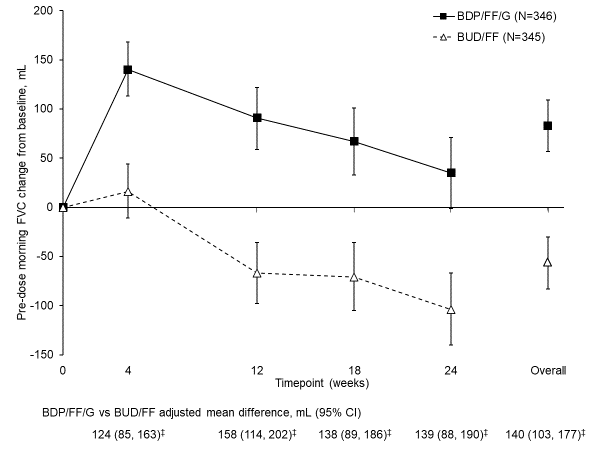 200
BDP/FF/G (N=346)
BUD/FF (N=345)
150
100
50
0
-50
-100
-150
Pre-dose morning FVC change from baseline, mL
0 4 12 18 24 Overall
Timepoint (weeks)
BDP/FF/G vs BUD/FF adjusted mean difference, mL (95% CI)
124 (85, 163)‡ 158 (114, 202)‡ 138 (89, 186)‡ 139 (88, 190)‡ 140 (103, 177)‡